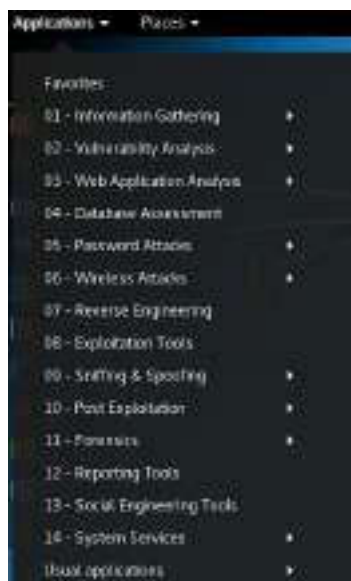 Applications Places
Favorites
01 - Information Gathering
02 - Vulnerability Analysis
03 - Web Application Analysis
04 - Database Assessment
05 - Password Attacks
06 - Wireless Attacks
07 - Reverse Engineering
08 - Exploitation Tools
09 - Sniffing & Spoofing
10 - Post Exploitation
11 - Forensics
12 - Reporting Tools
13 - Social Engineering Tools
14 - System Services
Usual applications